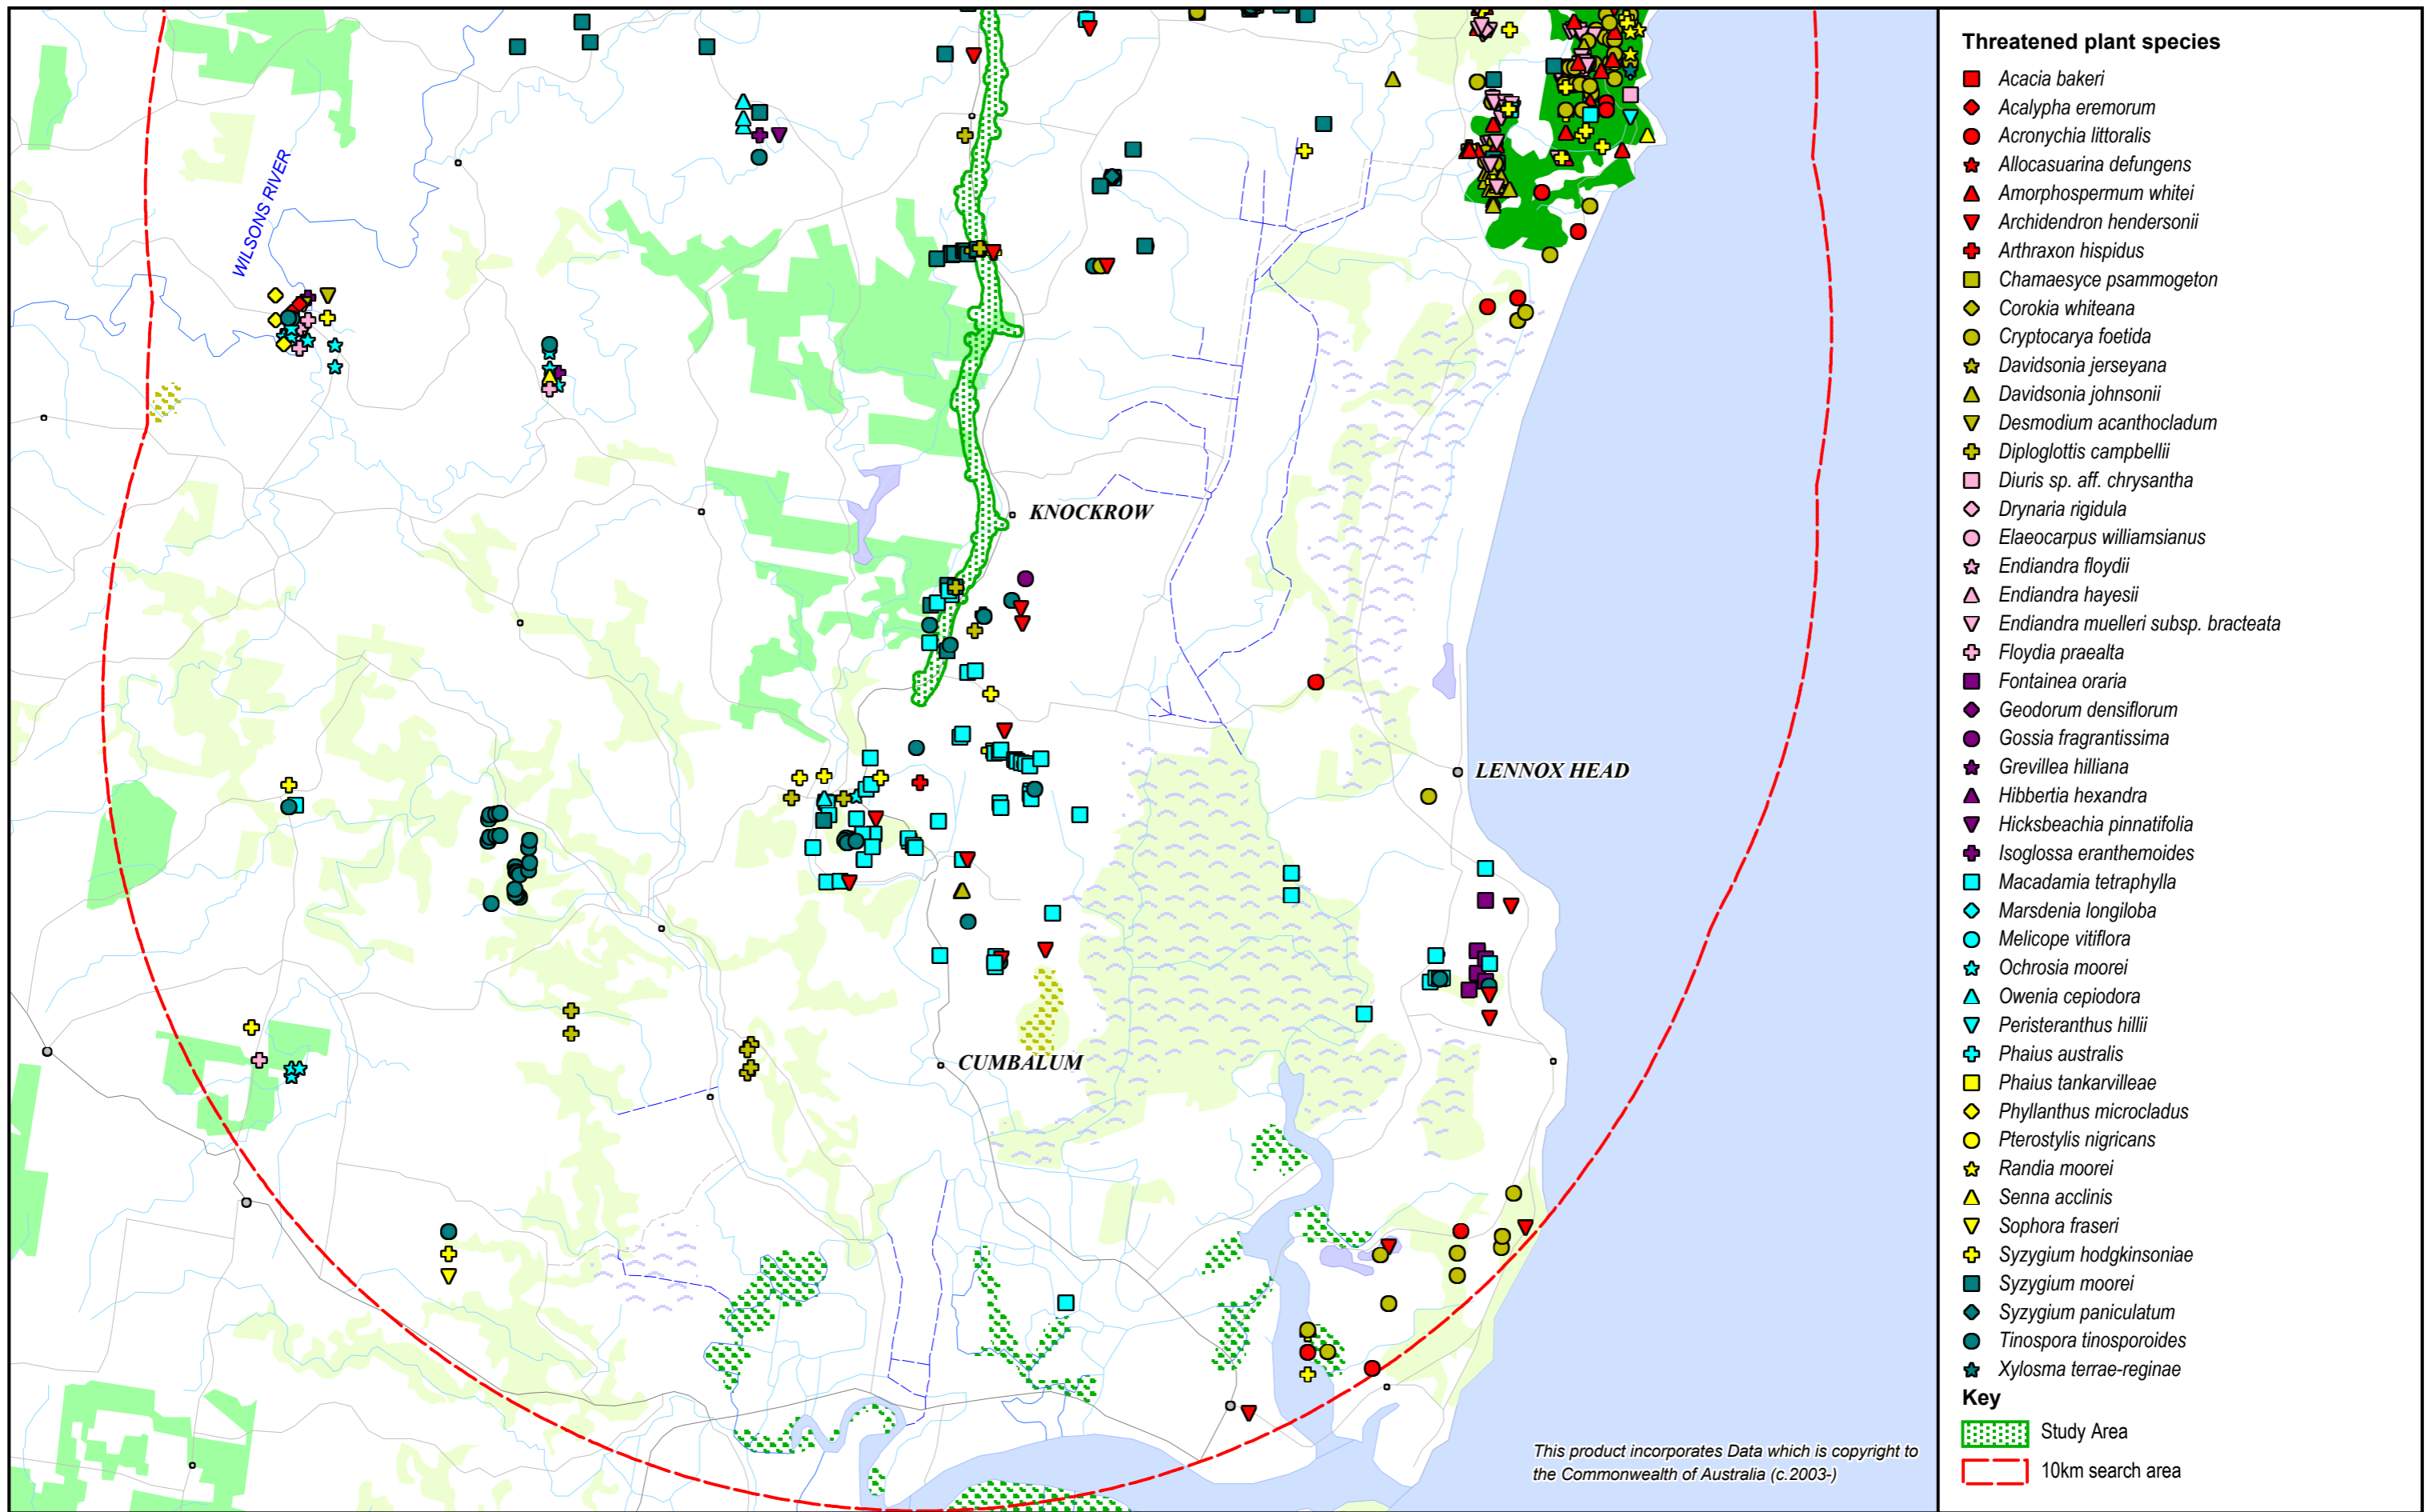 WILSONS RIVER
KNOCKROW
LENNOX HEAD
CUMBALUM
This product incorporates Data which is copyright to
the Commonwealth of Australia (c.2003-)
Threatened plant species
Acacia bakeri
Acalypha eremorum
Acronychia littoralis
Allocasuarina defungens
Amorphospermum whitei
Archidendron hendersonii
Arthraxon hispidus
Chamaesyce psammogeton
Corokia whiteana
Cryptocarya foetida
Davidsonia jerseyana
Davidsonia johnsonii
Desmodium acanthocladum
Diploglottis campbellii
Diuris sp. aff. chrysantha
Drynaria rigidula
Elaeocarpus williamsianus
Endiandra floydii
Endiandra hayesii
Endiandra muelleri subsp. bracteata
Floydia praealta
Fontainea oraria
Geodorum densiflorum
Gossia fragrantissima
Grevillea hilliana
Hibbertia hexandra
Hicksbeachia pinnatifolia
Isoglossa eranthemoides
Macadamia tetraphylla
Marsdenia longiloba
Melicope vitiflora
Ochrosia moorei
Owenia cepiodora
Peristeranthus hillii
Phaius australis
Phaius tankarvilleae
Phyllanthus microcladus
Pterostylis nigricans
Randia moorei
Senna acclinis
Sophora fraseri
Syzygium hodgkinsoniae
Syzygium moorei
Syzygium paniculatum
Tinospora tinosporoides
Xylosma terrae-reginae
Key
Study Area
10km search area